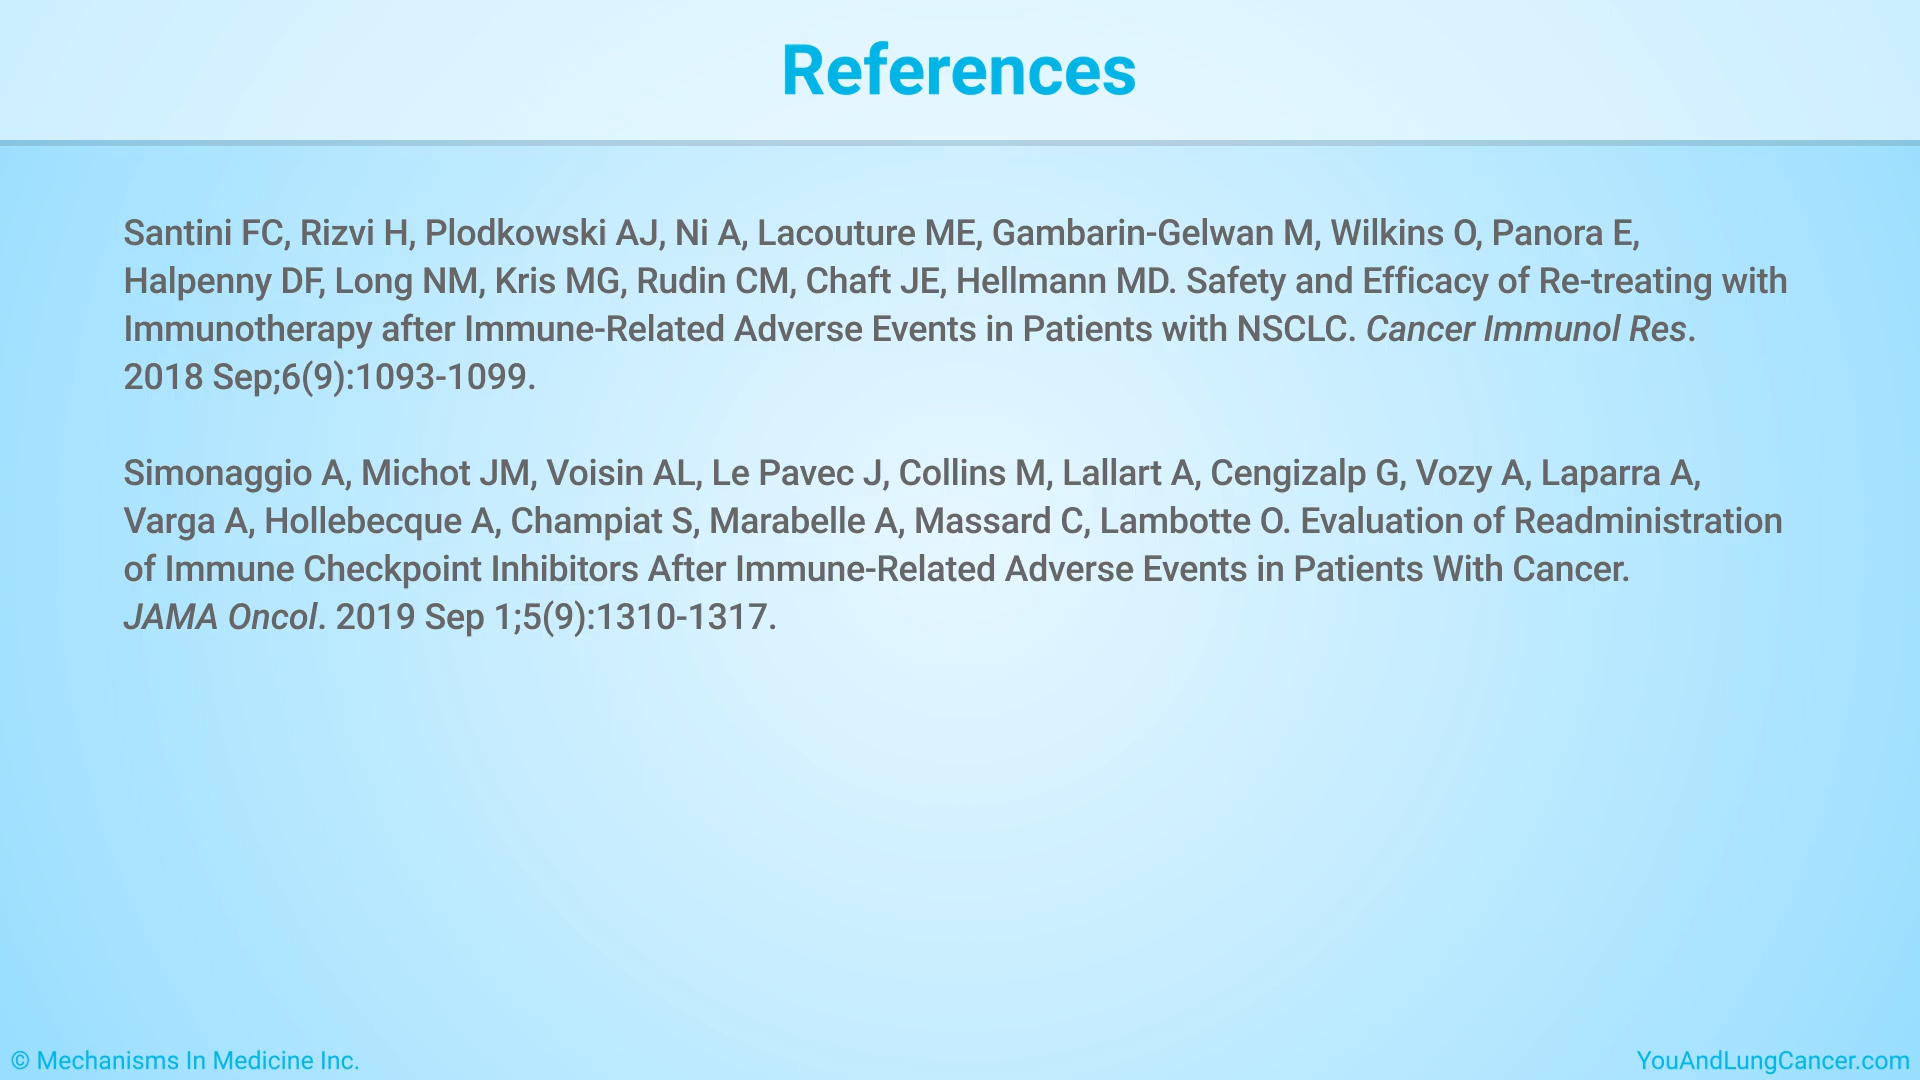 References
Santini FC, Rizvi H, Plodkowski AJ, Ni A, Lacouture ME, Gambarin-Gelwan M, Wilkins O, Panora E,
Halpenny DF, Long NM, Kris MG, Rudin CM, Chaft JE, Hellmann MD. Safety and Efficacy of Re-treating with
Immunotherapy after Immune-Related Adverse Events in Patients with NSCLC. Cancer Immunol Res.
2018 Sep;6(9):1093-1099.
Simonaggio A, Michot JM, Voisin AL, Le Pavec J, Collins M, Lallart A, Cengizalp G, Vozy A, Laparra A,
Varga A, Hollebecque A, Champiat S, Marabelle A, Massard C, Lambotte O. Evaluation of Readministration
of Immune Checkpoint Inhibitors After Immune-Related Adverse Events in Patients With Cancer.
JAMA Oncol. 2019 Sep 1;5(9):1310-1317.
© Mechanisms In Medicine Inc.
YouAndLungCancer.com